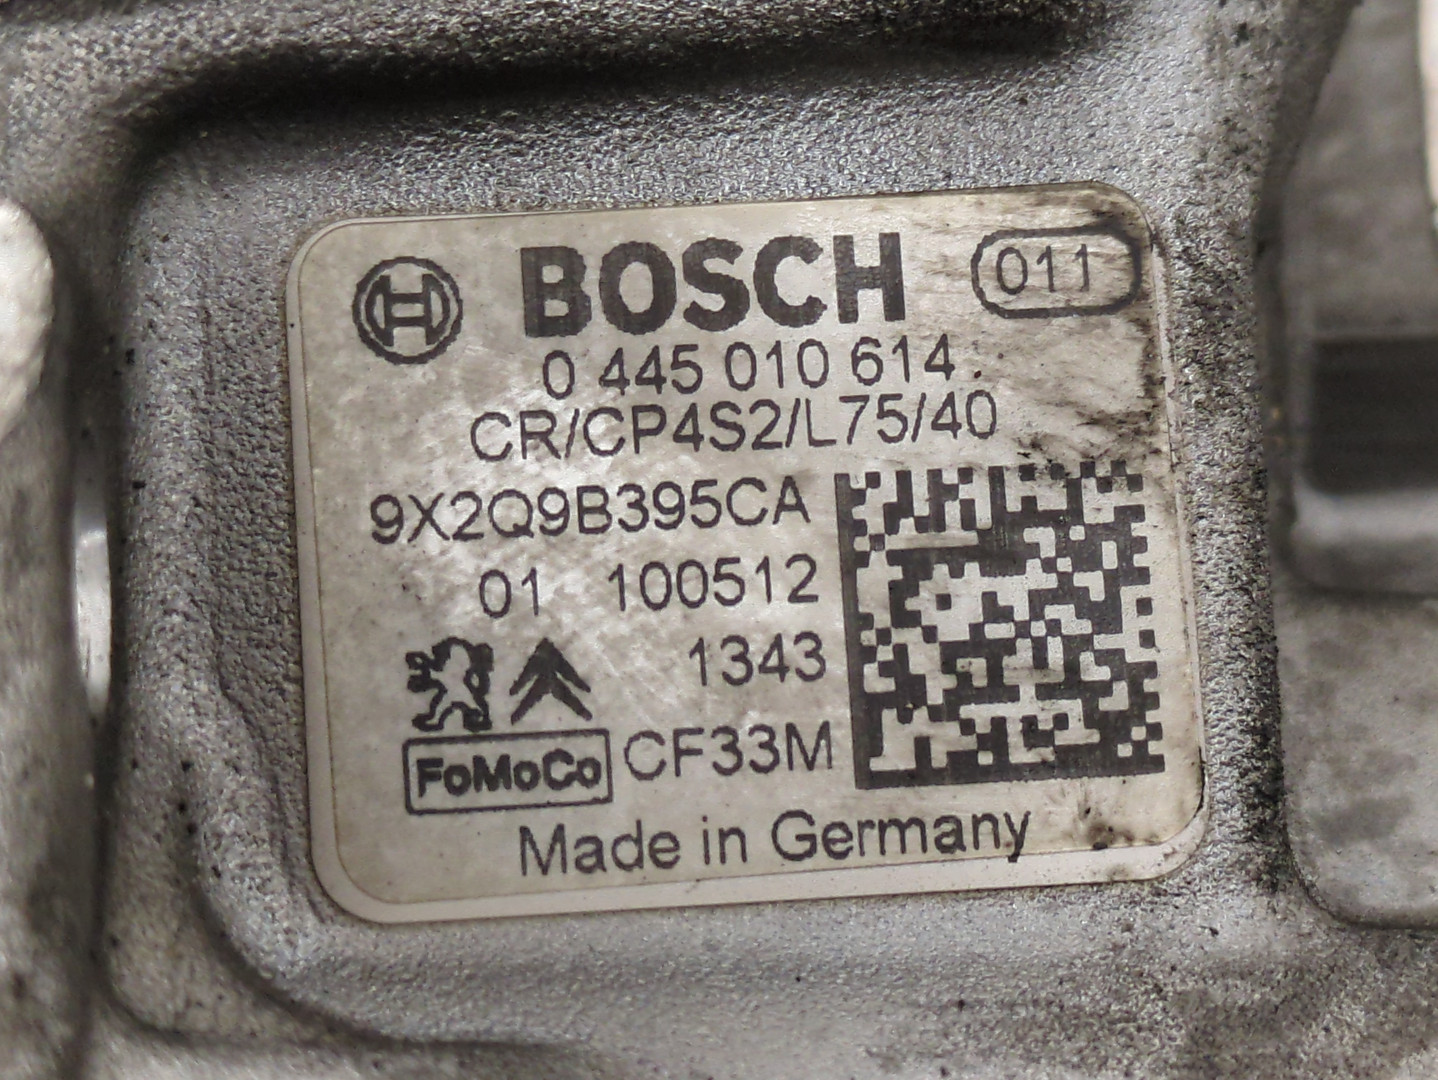 BOSCH 011
0 445 010 614
CR/CP4S2/L75/40
9X2Q9B395CA
01 100512
1343
FoMoCo CF33M
Made in Germany